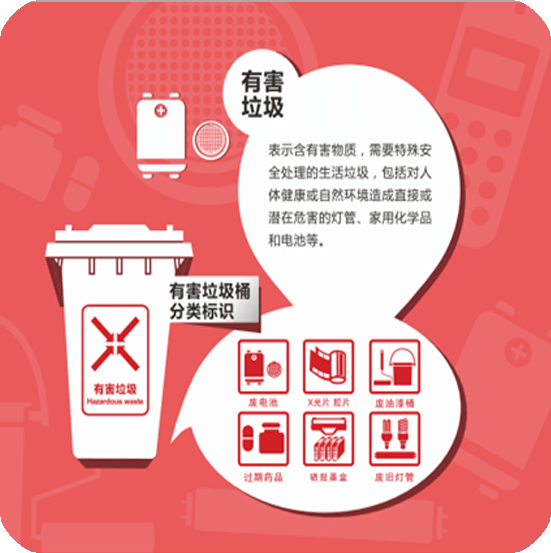 有害
垃圾
表示含有害物质，需要特殊安
全处理的生活垃圾，包括对人
体健康或自然环境造成直接或
潜在危害的灯管、家用化学品
和电池等。
有害垃圾桶
分类标识
有害垃圾
Hazardous waste
废电池
X光片 胶片
废油漆桶
过期药品
硒鼓墨盒
废旧灯管